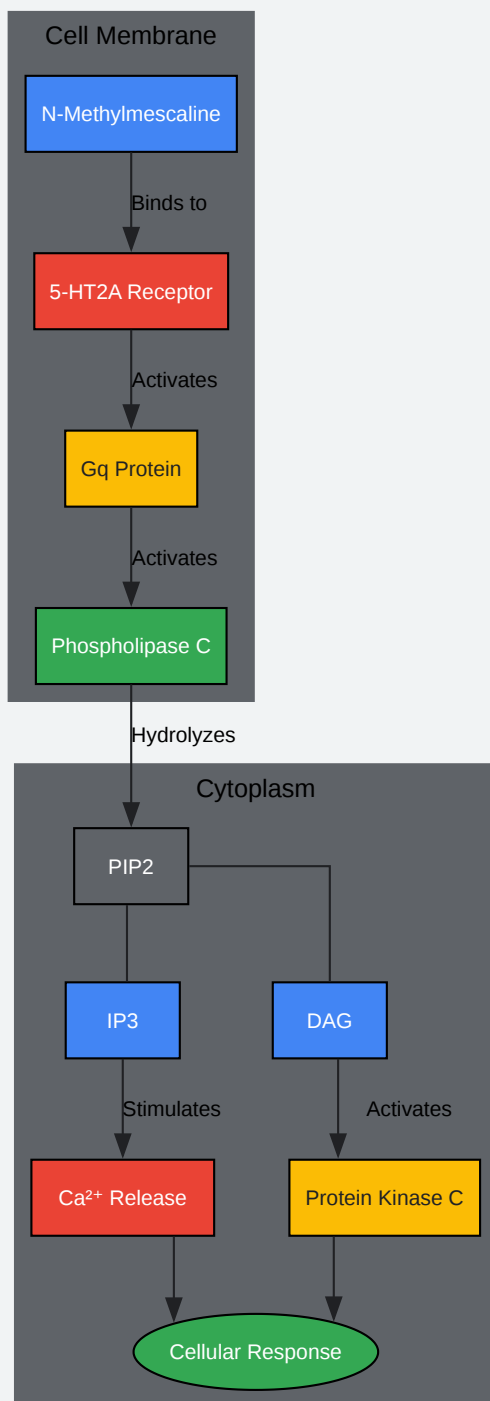 Cell Membrane
N-Methylmescaline
Binds to
5-HT2A Receptor
Activates
Gq Protein
Activates
Phospholipase C
Hydrolyzes
Cytoplasm
PIP2
IP3
DAG
Stimulates
Activates
Ca²⁺ Release
Protein Kinase C
Cellular Response